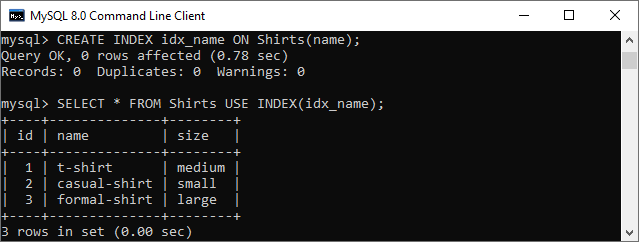 MySQL 8.0 Command Line Client
mysql> CREATE INDEX idx_name ON Shirts(name);
Query OK, 0 rows affected (0.78 sec)
Records: 0  Duplicates: 0  Warnings: 0
mysql> SELECT * FROM Shirts USE INDEX(idx_name);
+----+--------------+--------+
| id | name         | size   |
+----+--------------+--------+
|  1 | t-shirt      | medium |
|  2 | casual-shirt | small  |
|  3 | formal-shirt | large  |
+----+--------------+--------+
3 rows in set (0.00 sec)